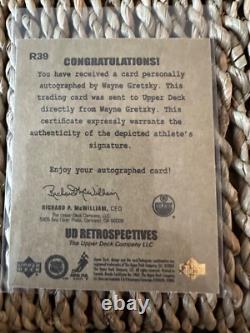 R39
CONGRATULATIONS!
You have received a card personally
autographed by Wayne Gretzky. This
trading card was sent to Upper Deck
directly from Wayne Gretzky. This
certificate expressly warrants the
authenticity of the depicted athlete's
signature.
Enjoy your autographed card!
Richard P. McWilliam
RICHARD P. McWILLIAM, CEO
The Upper Deck Company, LLC
UD RETROSPECTIVES
The Upper Deck Company LLC